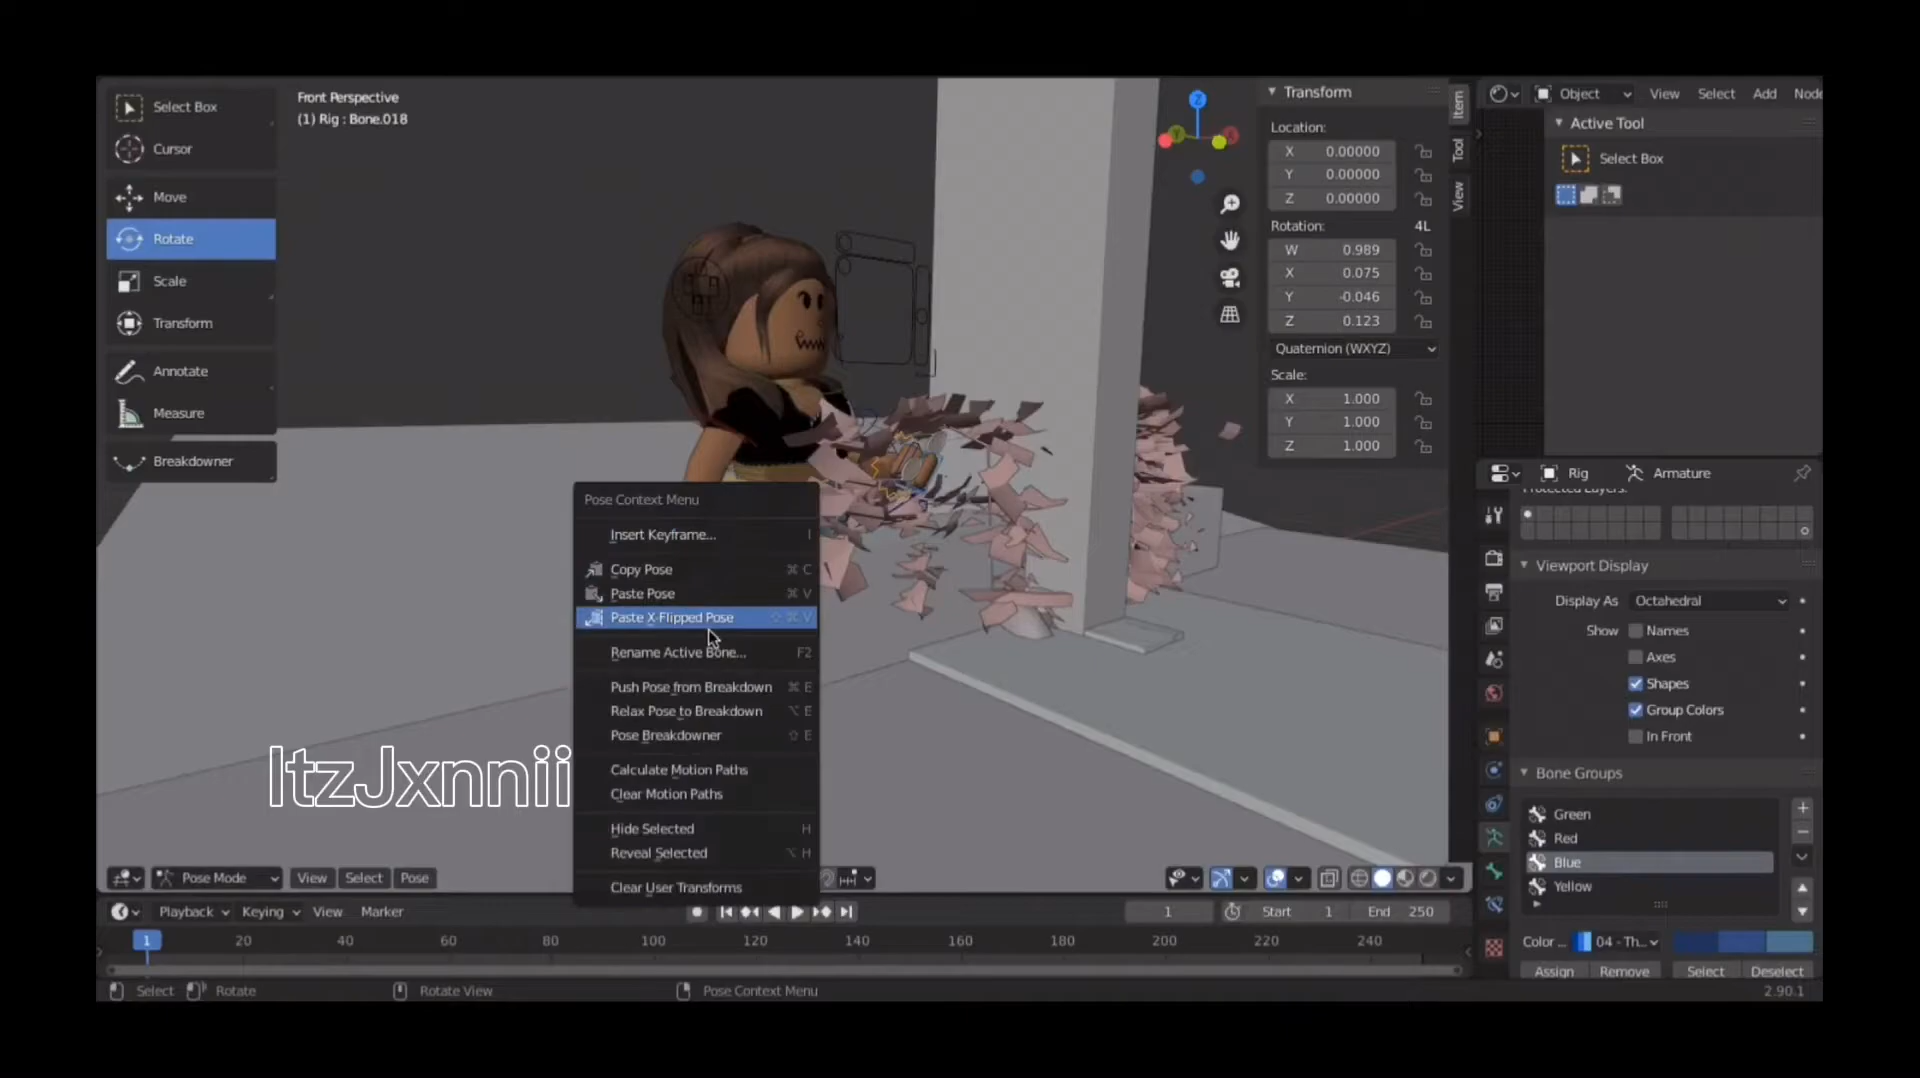 Select Box
Cursor
Move
Rotate
Scale
Transform
Annotate
Measure
Breakdowner
Front Perspective
(1) Rig : Bone.018
Z
Y
Transform
Location:
X 0.00000
Y 0.00000
Z 0.00000
Rotation: 4L
W 0.989
X 0.075
Y -0.046
Z 0.123
Quaternion (WXYZ)
Scale:
X 1.000
Y 1.000
Z 1.000
Item
Tool
View
Object View Select Add Node
Active Tool
Select Box
Rig Armature
Protected Layers:
Viewport Display
Display As Octahedral
Show Names
Axes
Shapes
Group Colors
In Front
Bone Groups
Green
Red
Blue
Yellow
Color ... 04 - Th...
Assign Remove Select Deselect
Pose Context Menu
Insert Keyframe... I
Copy Pose ⌘ C
Paste Pose ⌘ V
Paste X-Flipped Pose ⇧ ⌘ V
Rename Active Bone... F2
Push Pose from Breakdown ⌘ E
Relax Pose to Breakdown ⌥ E
Pose Breakdowner ⇧ E
Calculate Motion Paths
Clear Motion Paths
Hide Selected H
Reveal Selected ⌥ H
Clear User Transforms
ItzJxnnii
Pose Mode View Select Pose
Playback Keying View Marker 1 Start 1 End 250
1 20 40 60 80 100 120 140 160 180 200 220 240
Select Rotate Rotate View Pose Context Menu 2.90.1